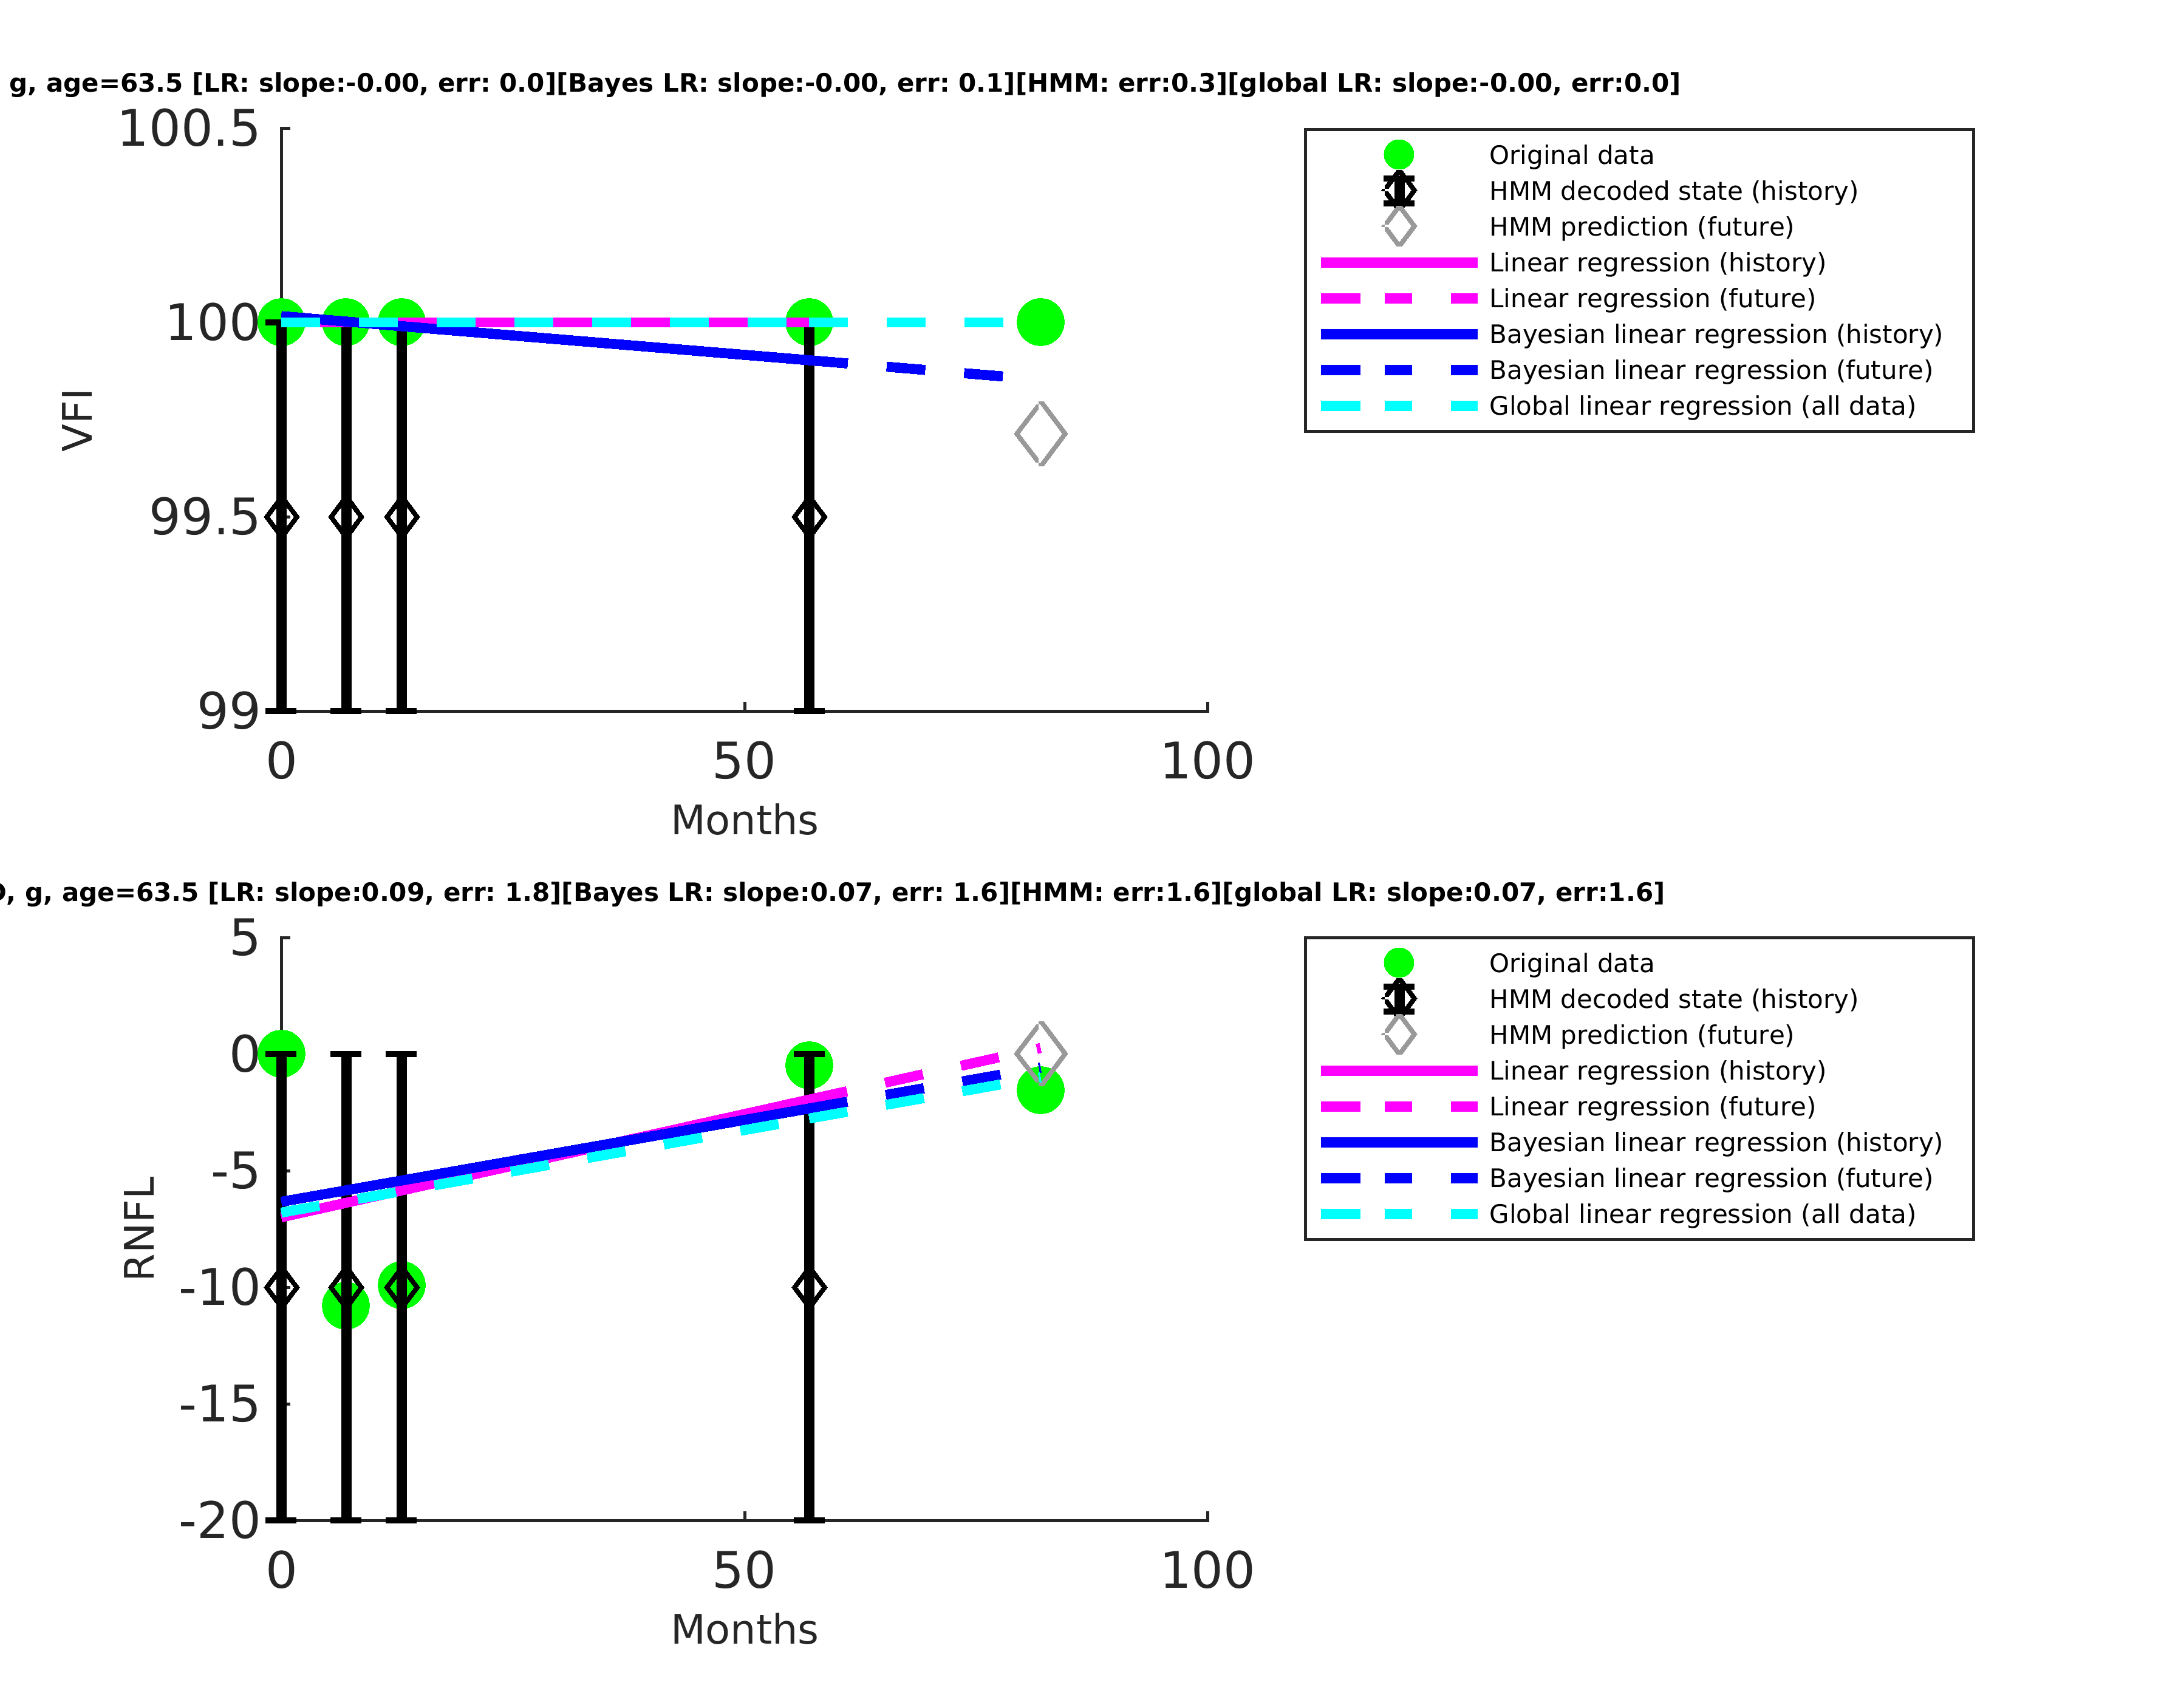 g, age=63.5 [LR: slope:-0.00, err: 0.0][Bayes LR: slope:-0.00, err: 0.1][HMM: err:0.3][global LR: slope:-0.00, err:0.0]
100.5
100
99.5
99
VFI
0
50
100
Months
Original data
HMM decoded state (history)
HMM prediction (future)
Linear regression (history)
Linear regression (future)
Bayesian linear regression (history)
Bayesian linear regression (future)
Global linear regression (all data)
, g, age=63.5 [LR: slope:0.09, err: 1.8][Bayes LR: slope:0.07, err: 1.6][HMM: err:1.6][global LR: slope:0.07, err:1.6]
5
0
-5
-10
-15
-20
RNFL
0
50
100
Months
Original data
HMM decoded state (history)
HMM prediction (future)
Linear regression (history)
Linear regression (future)
Bayesian linear regression (history)
Bayesian linear regression (future)
Global linear regression (all data)